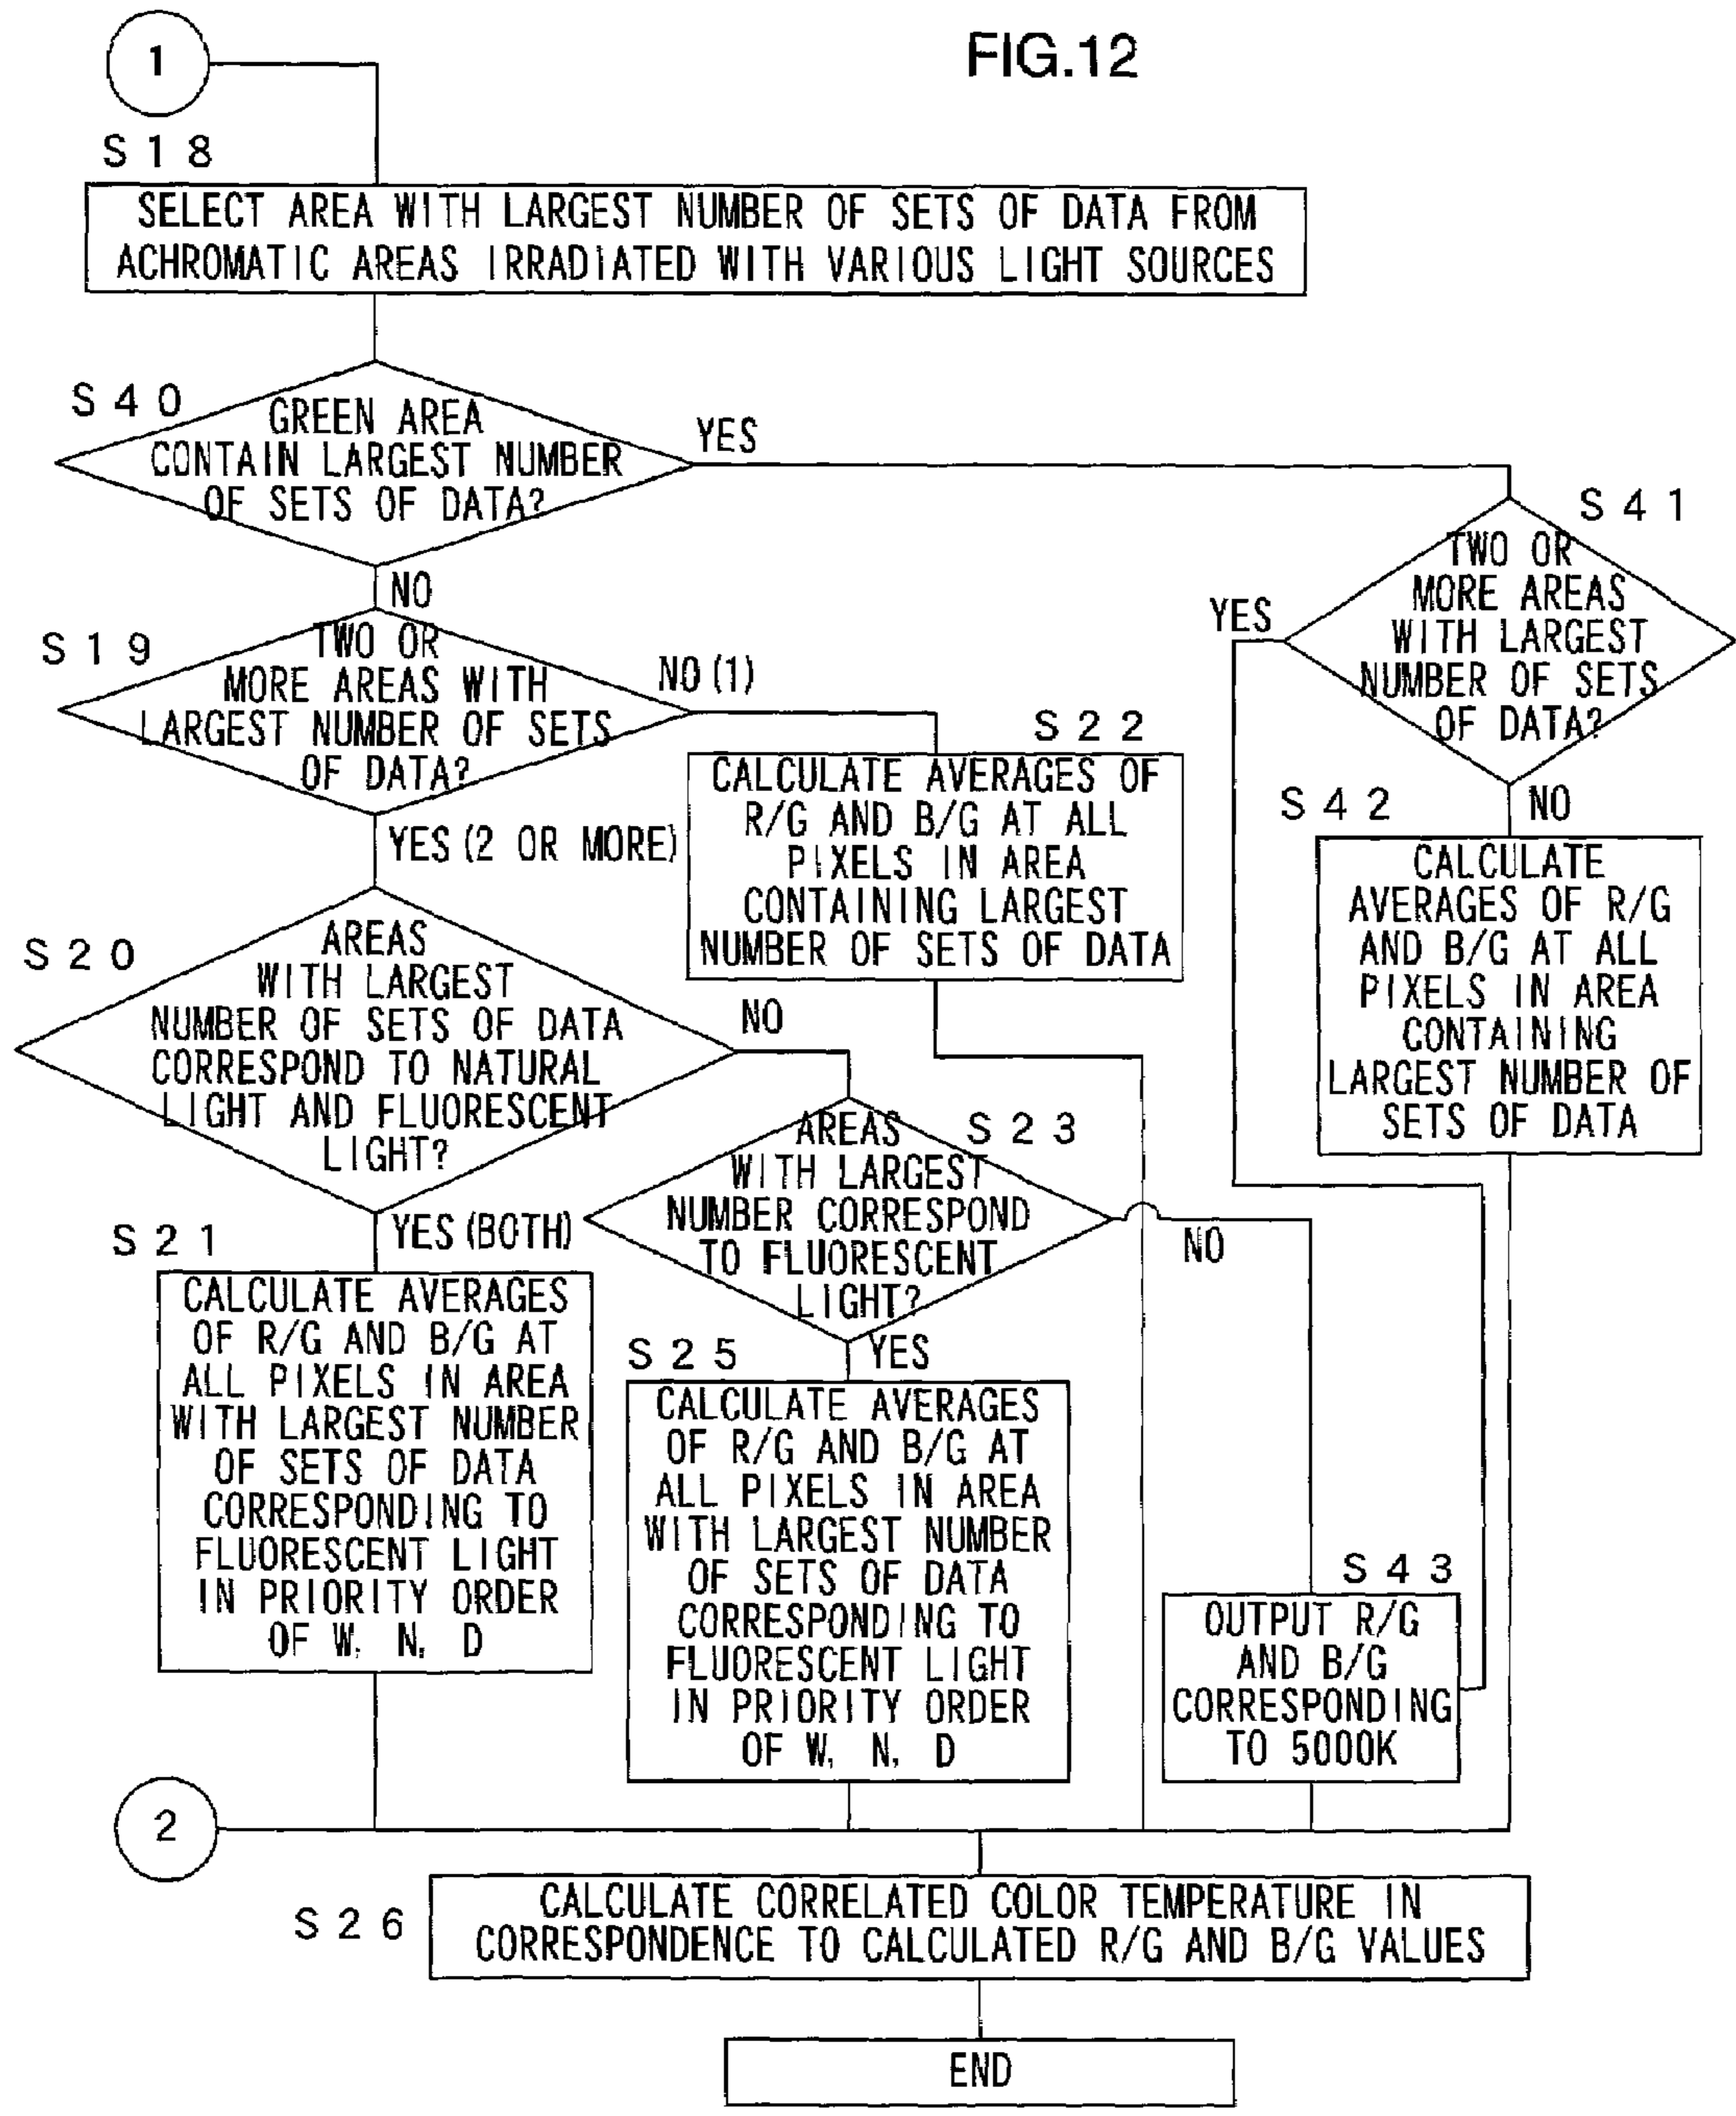 FIG.12
1
S18
SELECT AREA WITH LARGEST NUMBER OF SETS OF DATA FROM
ACHROMATIC AREAS IRRADIATED WITH VARIOUS LIGHT SOURCES
S40
GREEN AREA
CONTAIN LARGEST NUMBER
OF SETS OF DATA?
YES
NO
S41
TWO OR
MORE AREAS
WITH LARGEST
NUMBER OF SETS
OF DATA?
YES
NO
S19
TWO OR
MORE AREAS WITH
LARGEST NUMBER OF SETS
OF DATA?
NO (1)
YES (2 OR MORE)
S22
CALCULATE AVERAGES OF
R/G AND B/G AT ALL
PIXELS IN AREA
CONTAINING LARGEST
NUMBER OF SETS OF DATA
S42
CALCULATE
AVERAGES OF R/G
AND B/G AT ALL
PIXELS IN AREA
CONTAINING
LARGEST NUMBER OF
SETS OF DATA
S20
AREAS
WITH LARGEST
NUMBER OF SETS OF DATA
CORRESPOND TO NATURAL
LIGHT AND FLUORESCENT
LIGHT?
NO
YES (BOTH)
S23
AREAS
WITH LARGEST
NUMBER CORRESPOND
TO FLUORESCENT
LIGHT?
NO
YES
S21
CALCULATE AVERAGES
OF R/G AND B/G AT
ALL PIXELS IN AREA
WITH LARGEST NUMBER
OF SETS OF DATA
CORRESPONDING TO
FLUORESCENT LIGHT
IN PRIORITY ORDER
OF W, N, D
S25
CALCULATE AVERAGES
OF R/G AND B/G AT
ALL PIXELS IN AREA
WITH LARGEST NUMBER
OF SETS OF DATA
CORRESPONDING TO
FLUORESCENT LIGHT
IN PRIORITY ORDER
OF W, N, D
S43
OUTPUT R/G
AND B/G
CORRESPONDING
TO 5000K
2
S26
CALCULATE CORRELATED COLOR TEMPERATURE IN
CORRESPONDENCE TO CALCULATED R/G AND B/G VALUES
END